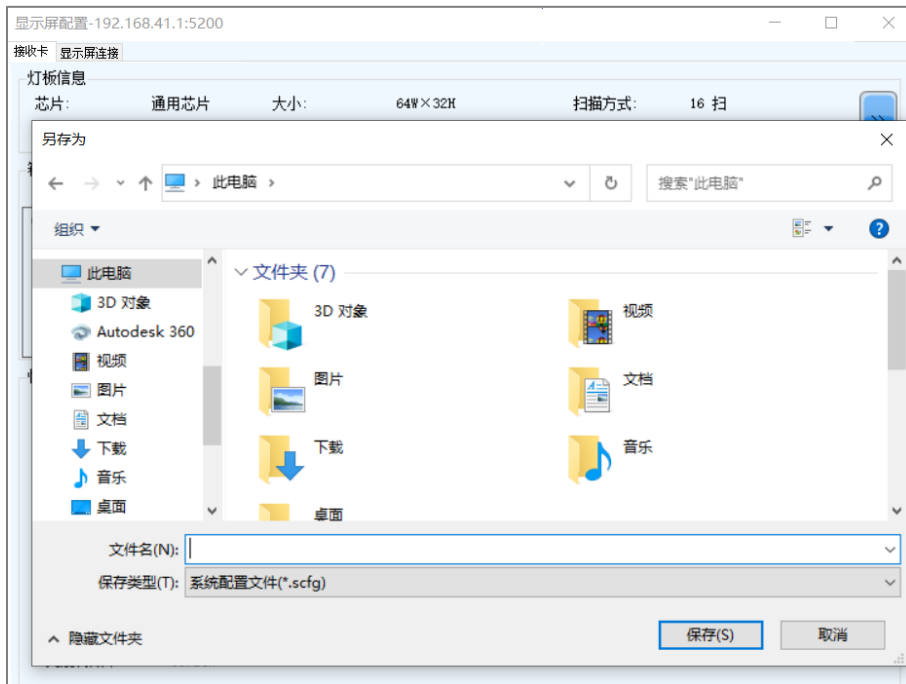 显示屏配置-192.168.41.1:5200
接收卡 显示屏连接
灯板信息
芯片: 通用芯片 大小: 64W×32H 扫描方式: 16 扫
另存为
此电脑
搜索"此电脑"
组织
此电脑
3D 对象
Autodesk 360
视频
图片
文档
下载
音乐
桌面
文件夹 (7)
3D 对象 视频
图片 文档
下载 音乐
桌面
文件名(N):
保存类型(T): 系统配置文件(*.scfg)
隐藏文件夹 保存(S) 取消